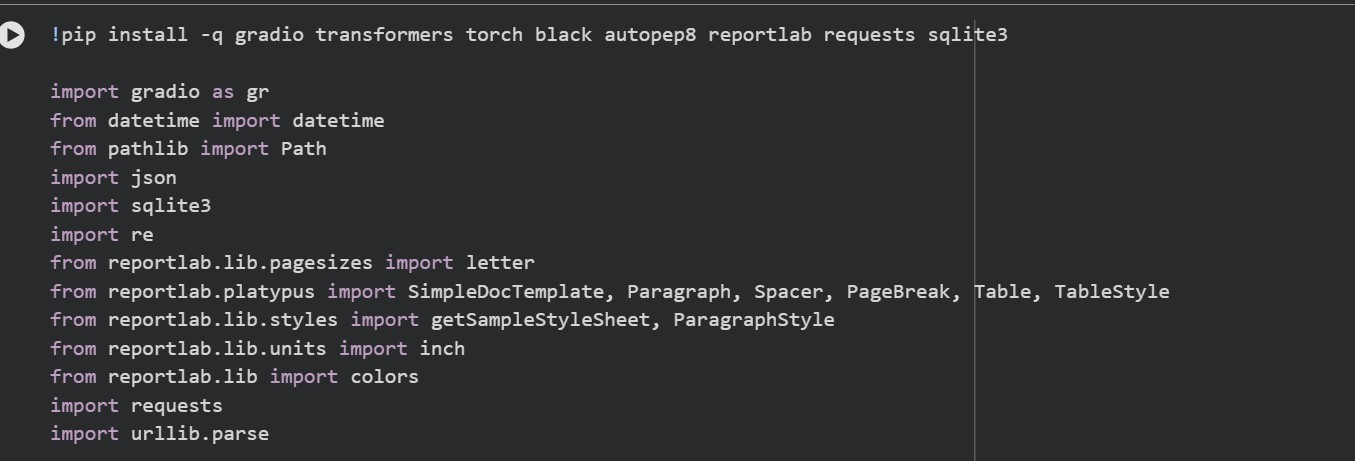 !pip install -q gradio transformers torch black autopep8 reportlab requests sqlite3
import gradio as gr
from datetime import datetime
from pathlib import Path
import json
import sqlite3
import re
from reportlab.lib.pagesizes import letter
from reportlab.platypus import SimpleDocTemplate, Paragraph, Spacer, PageBreak, Table, TableStyle
from reportlab.lib.styles import getSampleStyleSheet, ParagraphStyle
from reportlab.lib.units import inch
from reportlab.lib import colors
import requests
import urllib.parse